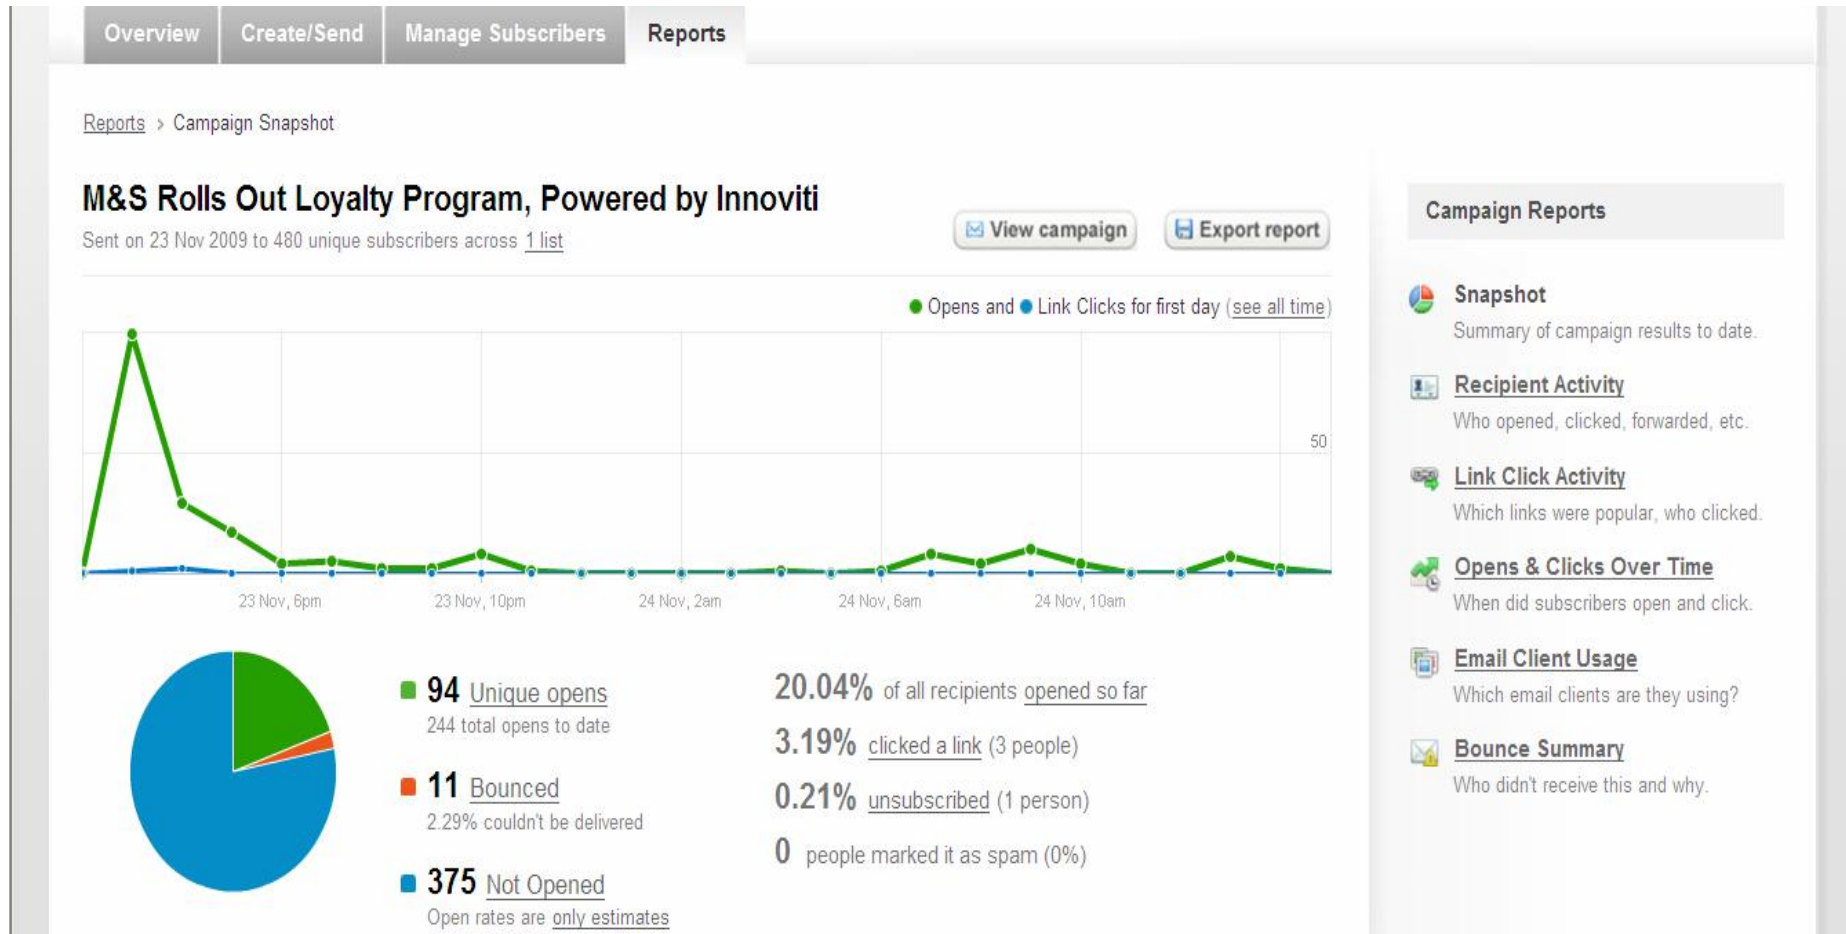 Overview Create/Send Manage Subscribers Reports
Reports > Campaign Snapshot
M&S Rolls Out Loyalty Program, Powered by Innoviti
Sent on 23 Nov 2009 to 480 unique subscribers across 1 list
View campaign Export report
Opens and Link Clicks for first day (see all time)
50
23 Nov, 6pm 23 Nov, 10pm 24 Nov, 2am 24 Nov, 6am 24 Nov, 10am
94 Unique opens
244 total opens to date
11 Bounced
2.29% couldn't be delivered
375 Not Opened
Open rates are only estimates
20.04% of all recipients opened so far
3.19% clicked a link (3 people)
0.21% unsubscribed (1 person)
0 people marked it as spam (0%)
Campaign Reports
Snapshot
Summary of campaign results to date.
Recipient Activity
Who opened, clicked, forwarded, etc.
Link Click Activity
Which links were popular, who clicked.
Opens & Clicks Over Time
When did subscribers open and click.
Email Client Usage
Which email clients are they using?
Bounce Summary
Who didn't receive this and why.